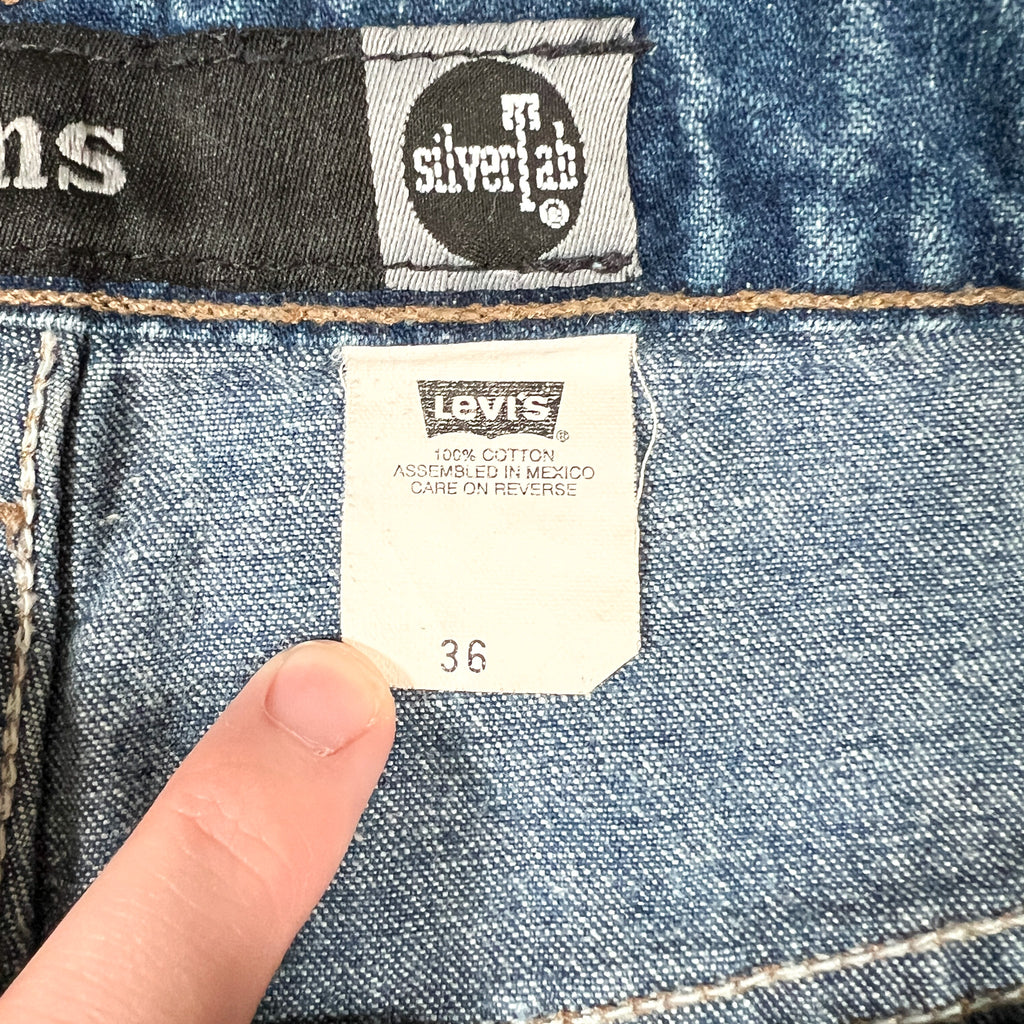 ns
silverTab
®
Levi's
®
100% COTTON
ASSEMBLED IN MEXICO
CARE ON REVERSE
36